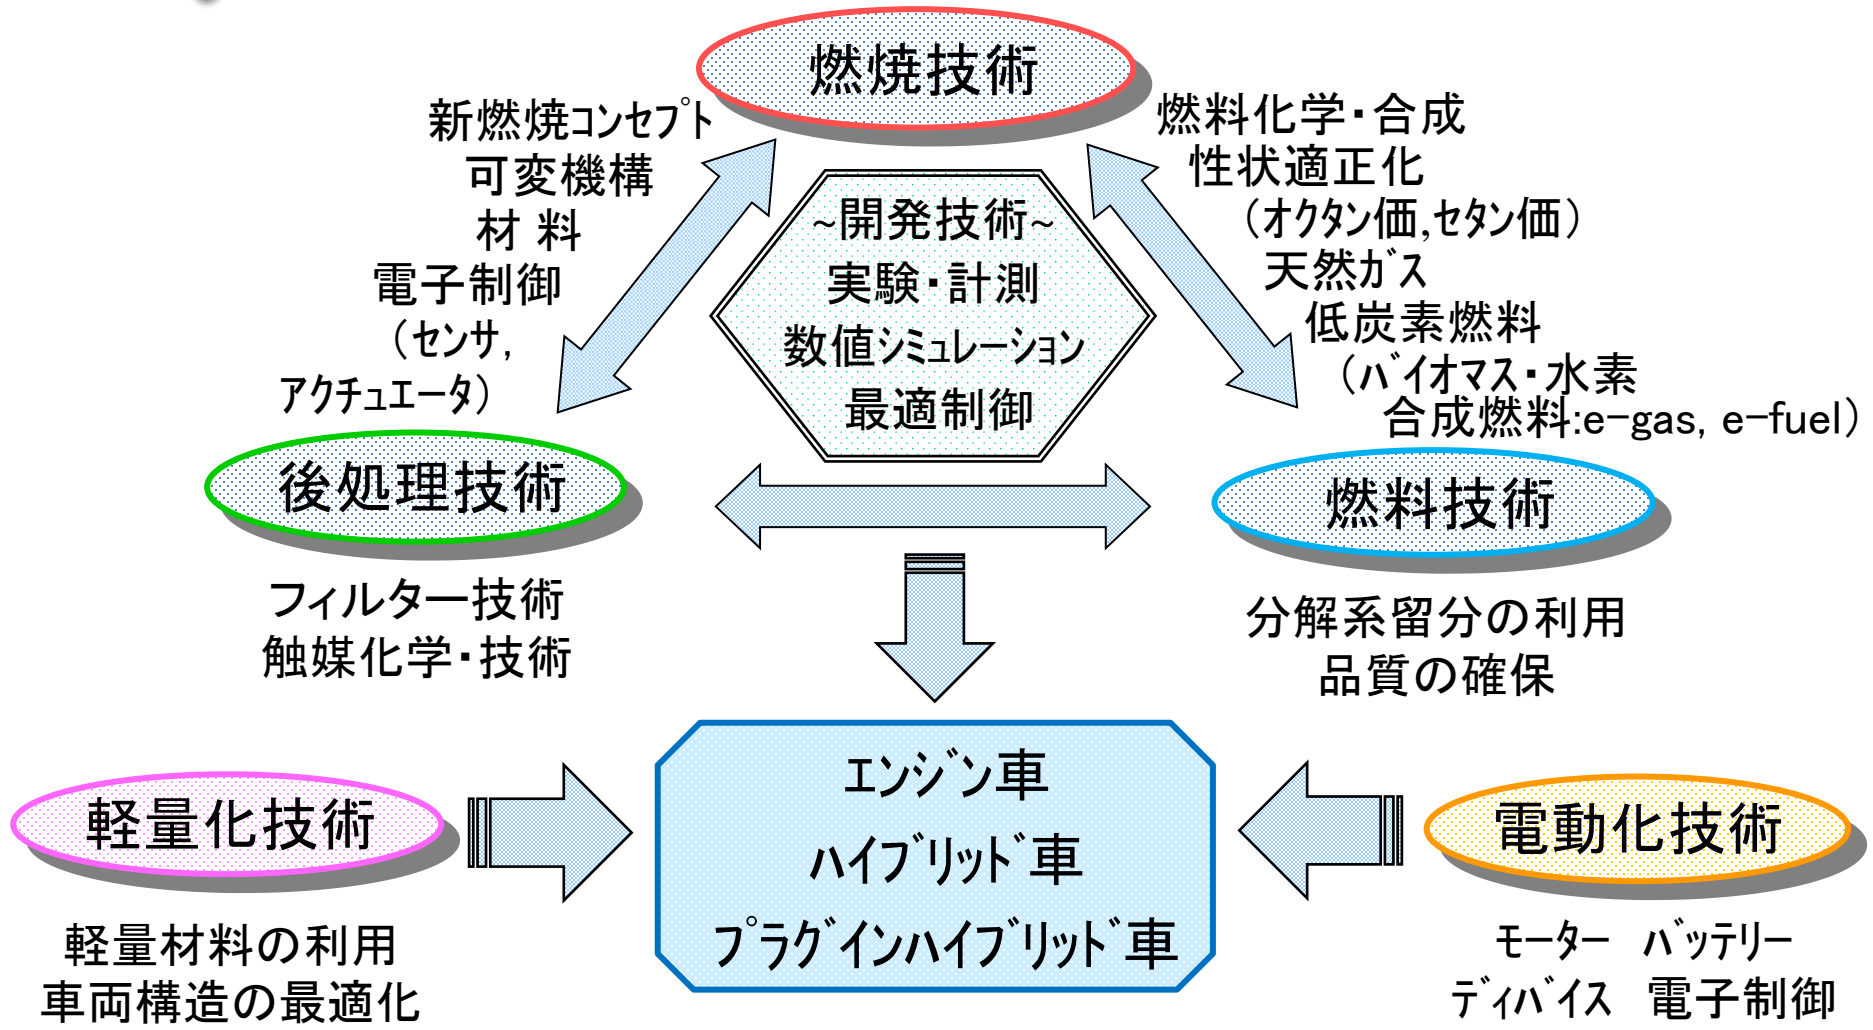 燃焼技術
新燃焼コンセプト
可変機構
材 料
電子制御
（センサ,
アクチュエータ）
燃料化学・合成
性状適正化
（オクタン価,セタン価）
天然ガス
低炭素燃料
（バイオマス・水素
合成燃料:e-gas, e-fuel）
~開発技術~
実験・計測
数値シミュレーション
最適制御
後処理技術
フィルター技術
触媒化学・技術
燃料技術
分解系留分の利用
品質の確保
エンジン車
ハイブリッド車
プラグインハイブリッド車
軽量化技術
軽量材料の利用
車両構造の最適化
電動化技術
モーター　バッテリー
ディバイス　電子制御